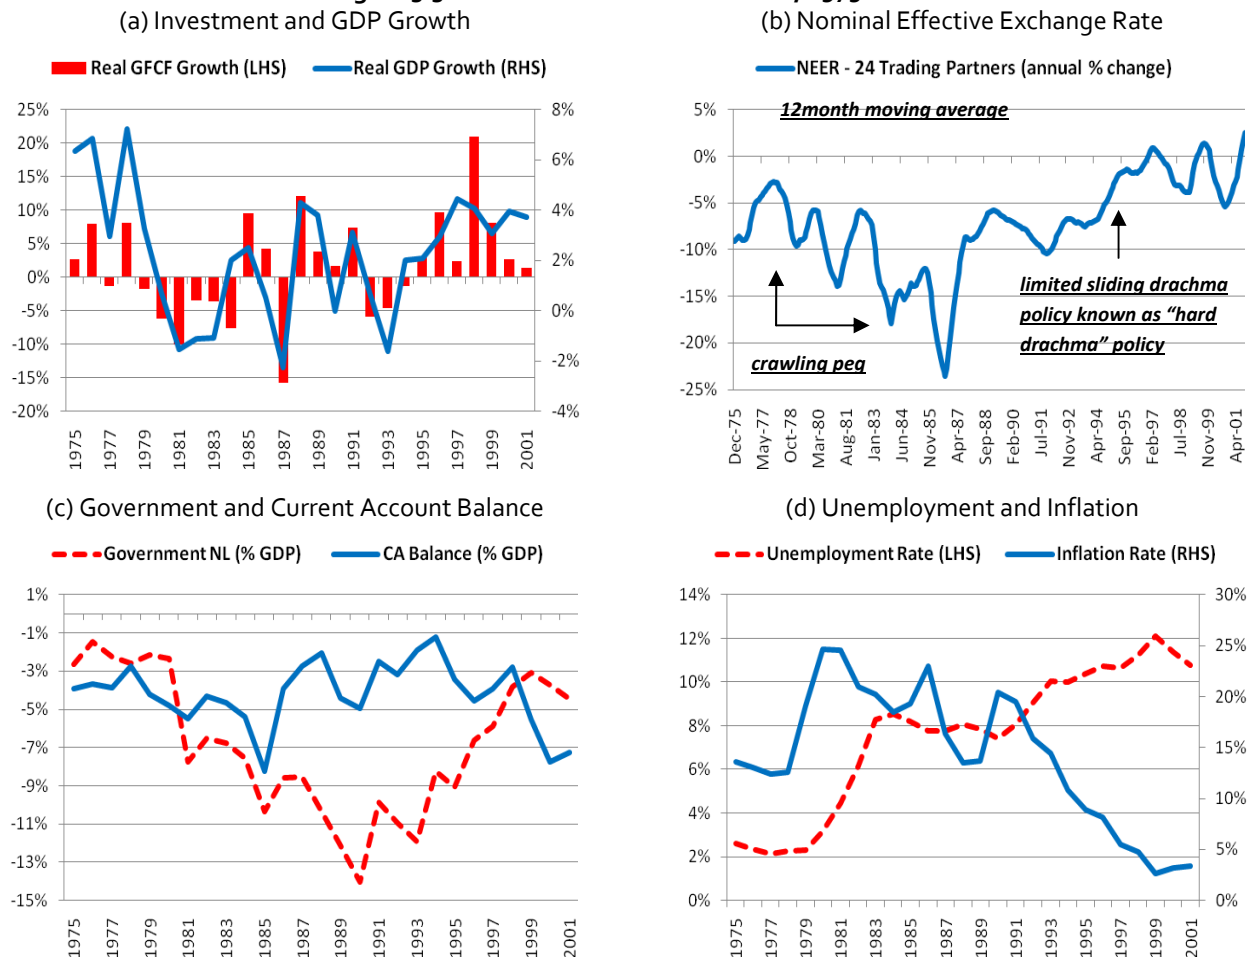 (a) Investment and GDP Growth
Real GFCF Growth (LHS) Real GDP Growth (RHS)
25%
20%
15%
10%
5%
0%
-5%
-10%
-15%
-20%
8%
6%
4%
2%
0%
-2%
-4%
1975 1977 1979 1981 1983 1985 1987 1989 1991 1993 1995 1997 1999 2001
(b) Nominal Effective Exchange Rate
NEER - 24 Trading Partners (annual % change)
12month moving average
5%
0%
-5%
-10%
-15%
-20%
-25%
crawling peg
limited sliding drachma
policy known as “hard
drachma” policy
Dec-75 May-77 Oct-78 Mar-80 Aug-81 Jan-83 Jun-84 Nov-85 Apr-87 Sep-88 Feb-90 Jul-91 Nov-92 Apr-94 Sep-95 Feb-97 Jul-98 Nov-99 Apr-01
(c) Government and Current Account Balance
Government NL (% GDP) CA Balance (% GDP)
1%
-1%
-3%
-5%
-7%
-9%
-11%
-13%
-15%
1975 1977 1979 1981 1983 1985 1987 1989 1991 1993 1995 1997 1999 2001
(d) Unemployment and Inflation
Unemployment Rate (LHS) Inflation Rate (RHS)
14%
12%
10%
8%
6%
4%
2%
0%
30%
25%
20%
15%
10%
5%
0%
1975 1977 1979 1981 1983 1985 1987 1989 1991 1993 1995 1997 1999 2001